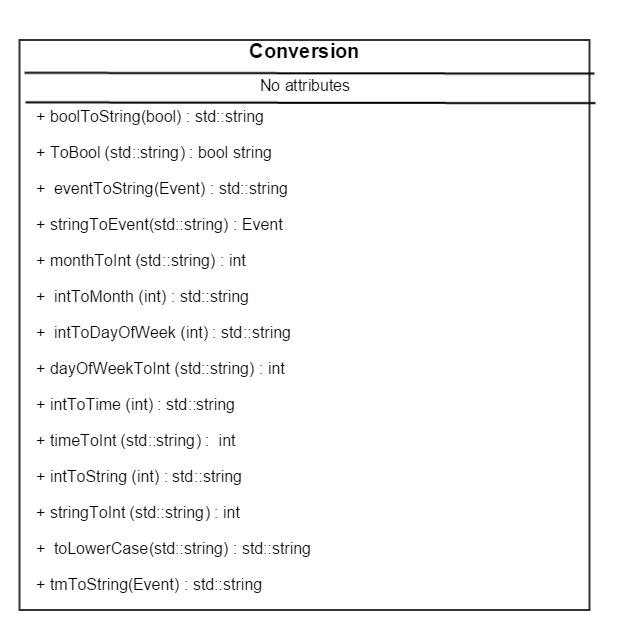 Conversion
No attributes
+ boolToString(bool) : std::string
+ ToBool (std::string) : bool string
+ eventToString(Event) : std::string
+ stringToEvent(std::string) : Event
+ monthToInt (std::string) : int
+ intToMonth (int) : std::string
+ intToDayOfWeek (int) : std::string
+ dayOfWeekToInt (std::string) : int
+ intToTime (int) : std::string
+ timeToInt (std::string) : int
+ intToString (int) : std::string
+ stringToInt (std::string) : int
+ toLowerCase(std::string) : std::string
+ tmToString(Event) : std::string